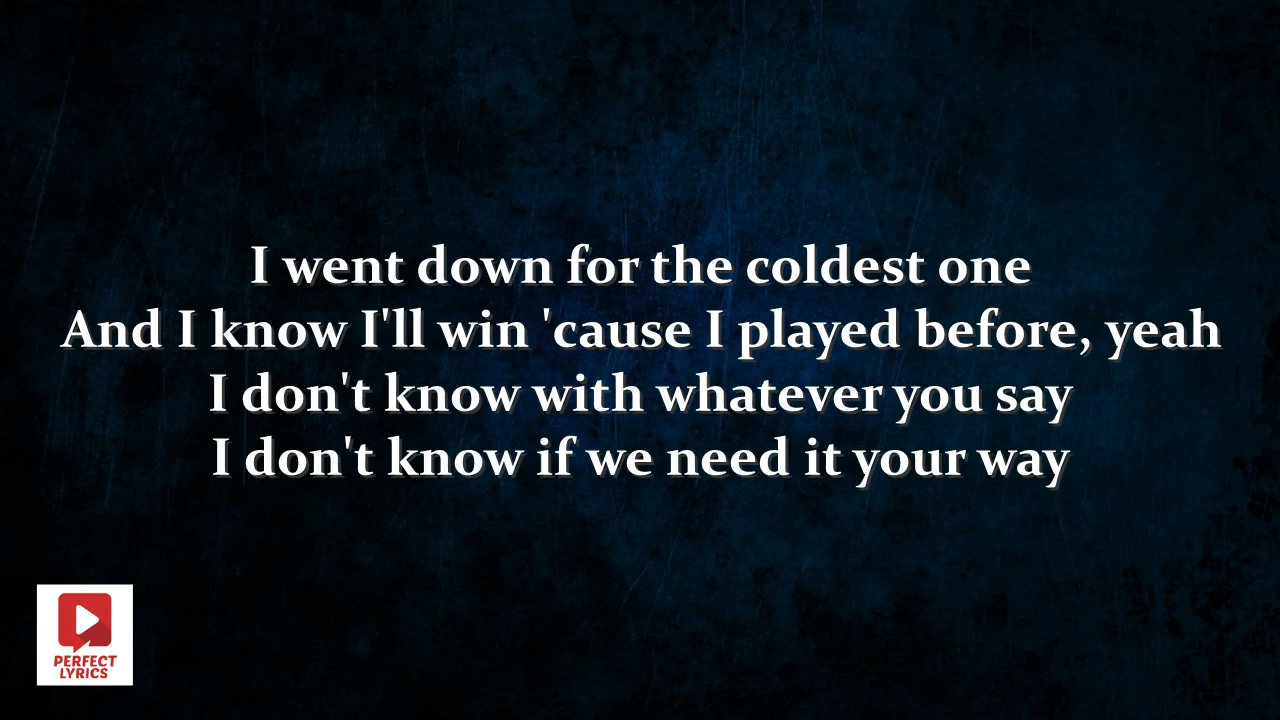 I went down for the coldest one
And I know I'll win 'cause I played before, yeah
I don't know with whatever you say
I don't know if we need it your way
PERFECT
LYRICS